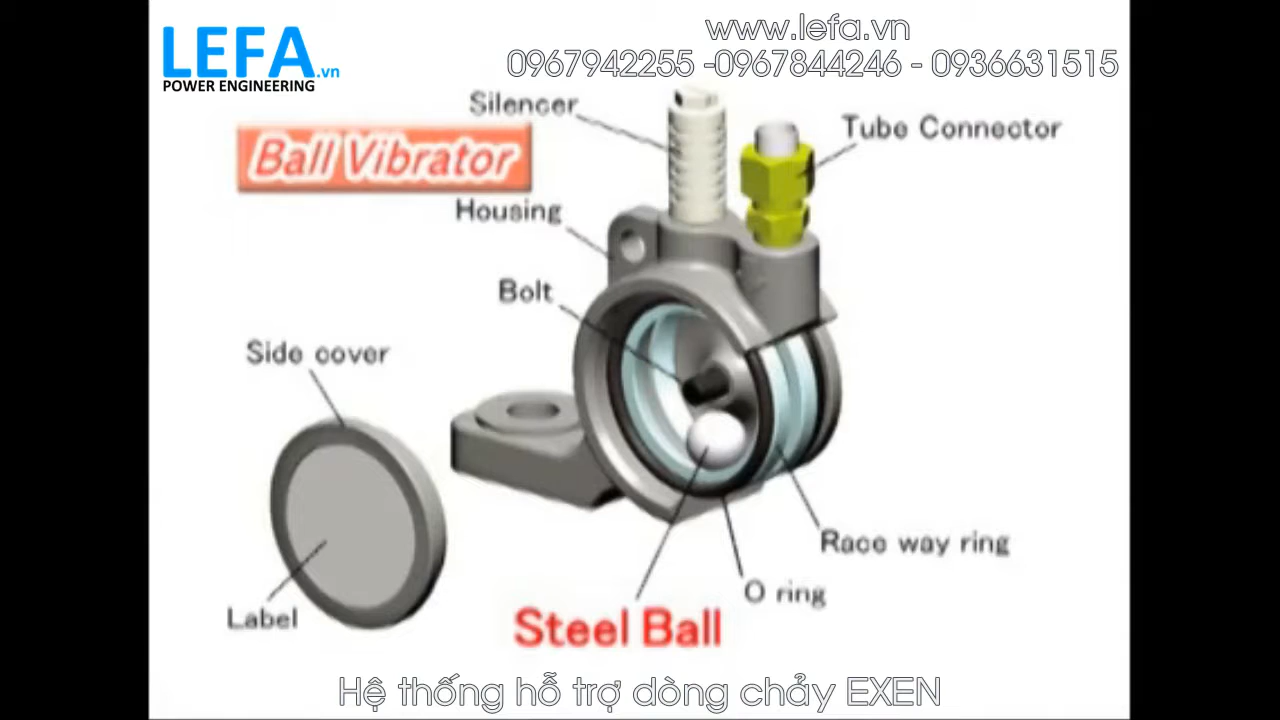 LEFA.vn
POWER ENGINEERING
www.lefa.vn
0967942255 -0967844246 - 0936631515
Silencer
Tube Connector
Ball Vibrator
Housing
Bolt
Side cover
Race way ring
O ring
Label
Steel Ball
Hệ thống hỗ trợ dòng chảy EXEN